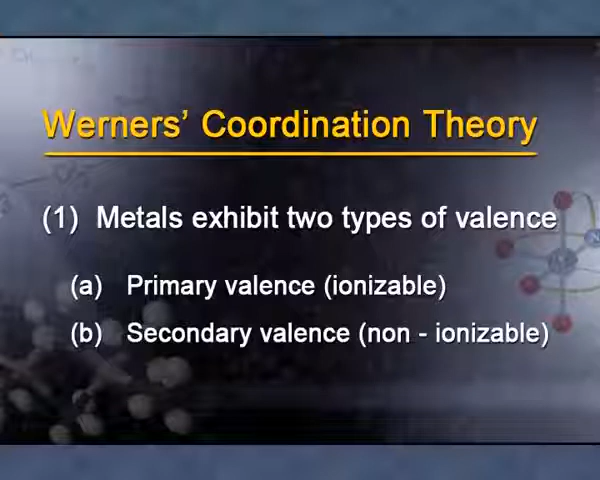 Werners’ Coordination Theory
(1) Metals exhibit two types of valence
(a) Primary valence (ionizable)
(b) Secondary valence (non - ionizable)